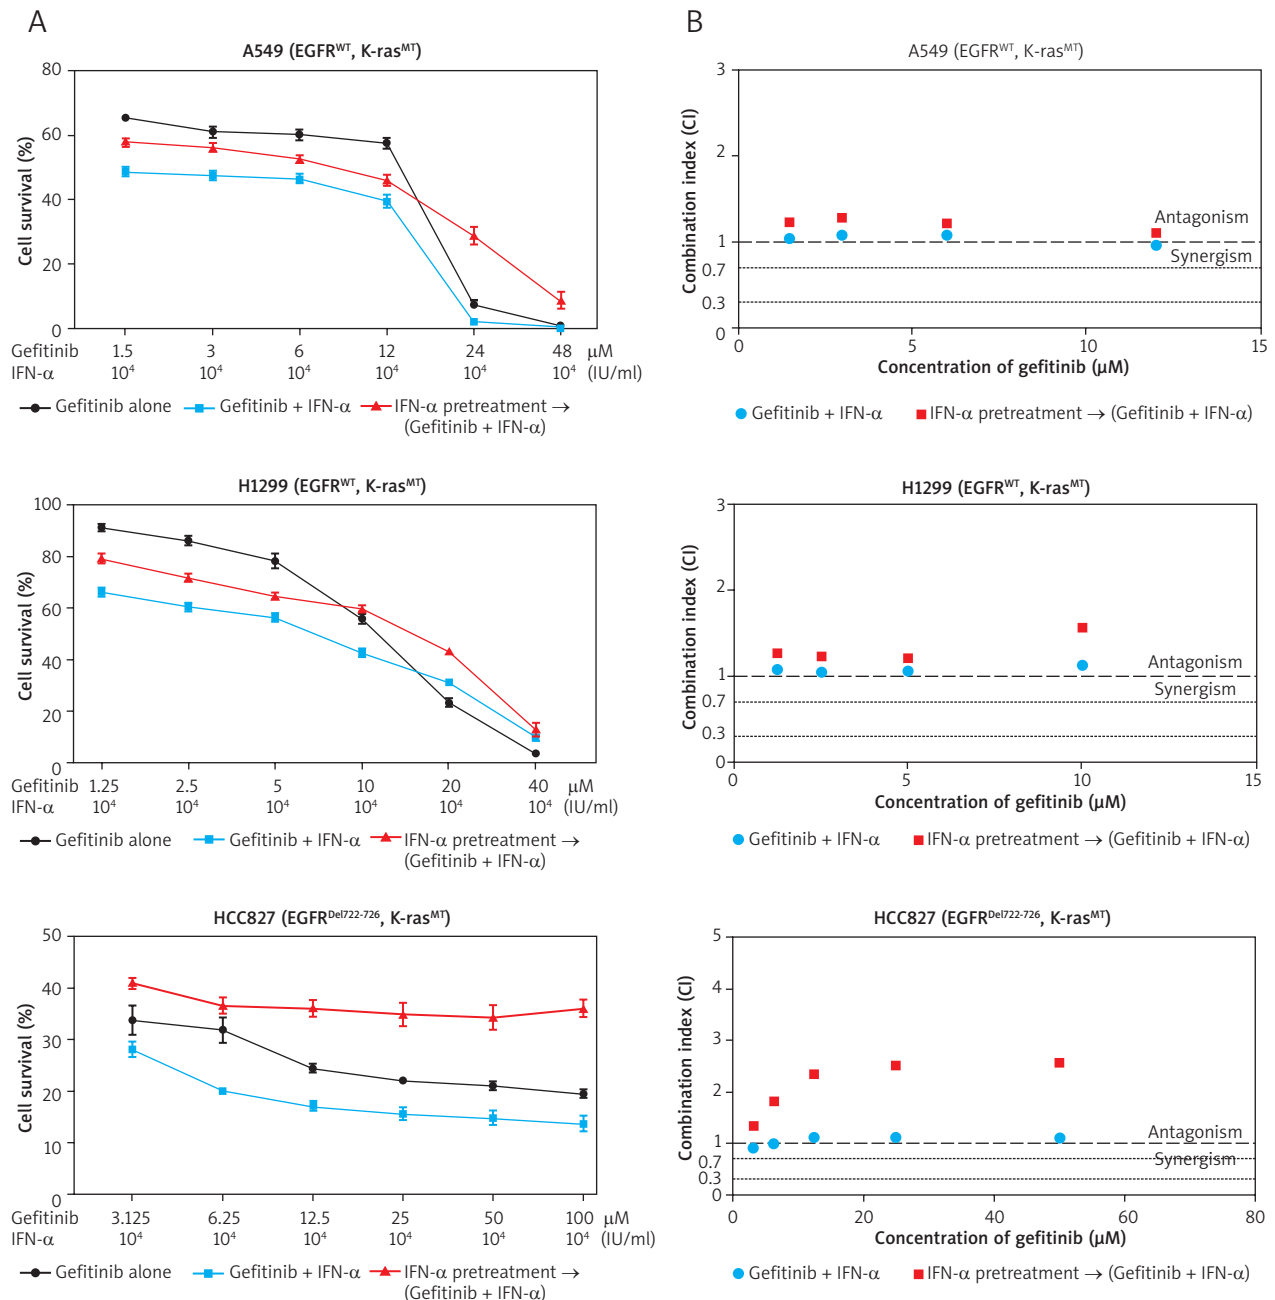 A
A549 (EGFRᵂᵀ, K-rasᴹᵀ)
Cell survival (%)
80
60
40
20
0
Gefitinib 1.5 3 6 12 24 48 μM
IFN-α 10⁴ 10⁴ 10⁴ 10⁴ 10⁴ 10⁴ (IU/ml)
Gefitinib alone Gefitinib + IFN-α IFN-α pretreatment →
(Gefitinib + IFN-α)
H1299 (EGFRᵂᵀ, K-rasᴹᵀ)
Cell survival (%)
100
80
60
40
20
0
Gefitinib 1.25 2.5 5 10 20 40 μM
IFN-α 10⁴ 10⁴ 10⁴ 10⁴ 10⁴ 10⁴ (IU/ml)
Gefitinib alone Gefitinib + IFN-α IFN-α pretreatment →
(Gefitinib + IFN-α)
HCC827 (EGFRᴰᵉˡ⁷²²⁻⁷²⁶, K-rasᴹᵀ)
Cell survival (%)
50
40
30
20
10
0
Gefitinib 3.125 6.25 12.5 25 50 100 μM
IFN-α 10⁴ 10⁴ 10⁴ 10⁴ 10⁴ 10⁴ (IU/ml)
Gefitinib alone Gefitinib + IFN-α IFN-α pretreatment →
(Gefitinib + IFN-α)
B
A549 (EGFRᵂᵀ, K-rasᴹᵀ)
Combination index (CI)
3
2
Antagonism
1
Synergism
0.7
0.3
0
0 5 10 15
Concentration of gefitinib (μM)
Gefitinib + IFN-α IFN-α pretreatment → (Gefitinib + IFN-α)
H1299 (EGFRᵂᵀ, K-rasᴹᵀ)
Combination index (CI)
3
2
Antagonism
1
Synergism
0.7
0.3
0
0 5 10 15
Concentration of gefitinib (μM)
Gefitinib + IFN-α IFN-α pretreatment → (Gefitinib + IFN-α)
HCC827 (EGFRᴰᵉˡ⁷²²⁻⁷²⁶, K-rasᴹᵀ)
Combination index (CI)
5
4
3
2
Antagonism
1
Synergism
0.7
0.3
0
0 20 40 60 80
Concentration of gefitinib (μM)
Gefitinib + IFN-α IFN-α pretreatment → (Gefitinib + IFN-α)